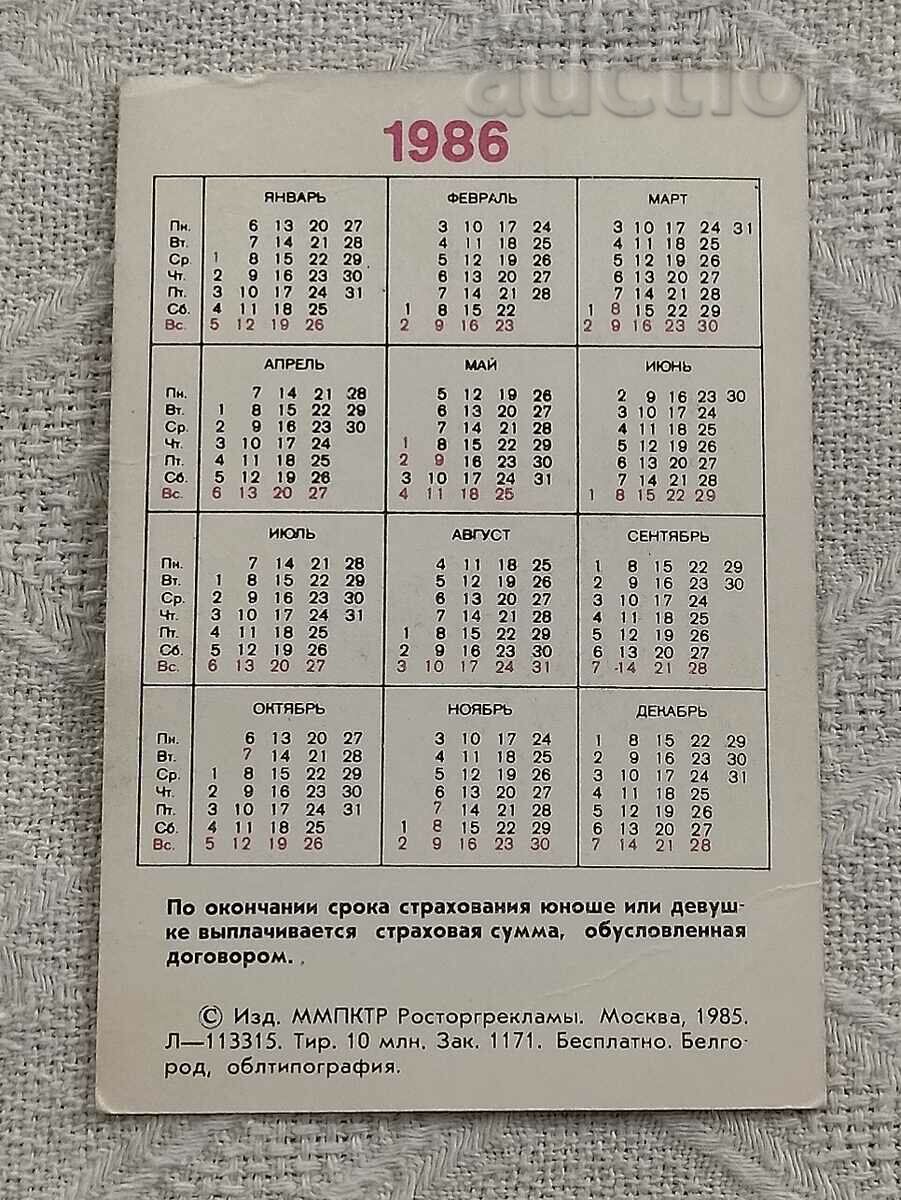 auctio
1986
ЯНВАРЬ ФЕВРАЛЬ МАРТ
Пн. 6 13 20 27 3 10 17 24 3 10 17 24 31
Вт. 7 14 21 28 4 11 18 25 4 11 18 25
Ср. 1 8 15 22 29 5 12 19 26 5 12 19 26
Чт. 2 9 16 23 30 6 13 20 27 6 13 20 27
Пт. 3 10 17 24 31 7 14 21 28 7 14 21 28
Сб. 4 11 18 25 1 8 15 22 1 8 15 22 29
Вс. 5 12 19 26 2 9 16 23 2 9 16 23 30
АПРЕЛЬ МАЙ ИЮНЬ
Пн. 7 14 21 28 5 12 19 26 2 9 16 23 30
Вт. 1 8 15 22 29 6 13 20 27 3 10 17 24
Ср. 2 9 16 23 30 7 14 21 28 4 11 18 25
Чт. 3 10 17 24 1 8 15 22 29 5 12 19 26
Пт. 4 11 18 25 2 9 16 23 30 6 13 20 27
Сб. 5 12 19 26 3 10 17 24 31 7 14 21 28
Вс. 6 13 20 27 4 11 18 25 1 8 15 22 29
ИЮЛЬ АВГУСТ СЕНТЯБРЬ
Пн. 7 14 21 28 4 11 18 25 1 8 15 22 29
Вт. 1 8 15 22 29 5 12 19 26 2 9 16 23 30
Ср. 2 9 16 23 30 6 13 20 27 3 10 17 24
Чт. 3 10 17 24 31 7 14 21 28 4 11 18 25
Пт. 4 11 18 25 1 8 15 22 29 5 12 19 26
Сб. 5 12 19 26 2 9 16 23 30 6 13 20 27
Вс. 6 13 20 27 3 10 17 24 31 7 14 21 28
ОКТЯБРЬ НОЯБРЬ ДЕКАБРЬ
Пн. 6 13 20 27 3 10 17 24 1 8 15 22 29
Вт. 7 14 21 28 4 11 18 25 2 9 16 23 30
Ср. 1 8 15 22 29 5 12 19 26 3 10 17 24 31
Чт. 2 9 16 23 30 6 13 20 27 4 11 18 25
Пт. 3 10 17 24 31 7 14 21 28 5 12 19 26
Сб. 4 11 18 25 1 8 15 22 29 6 13 20 27
Вс. 5 12 19 26 2 9 16 23 30 7 14 21 28
По окончании срока страхования юноше или девуш-
ке выплачивается страховая сумма, обусловленная
договором.
© Изд. ММПКТР Росторгрекламы. Москва, 1985.
Л—113315. Тир. 10 млн. Зак. 1171. Бесплатно. Белго-
род, облтипография.